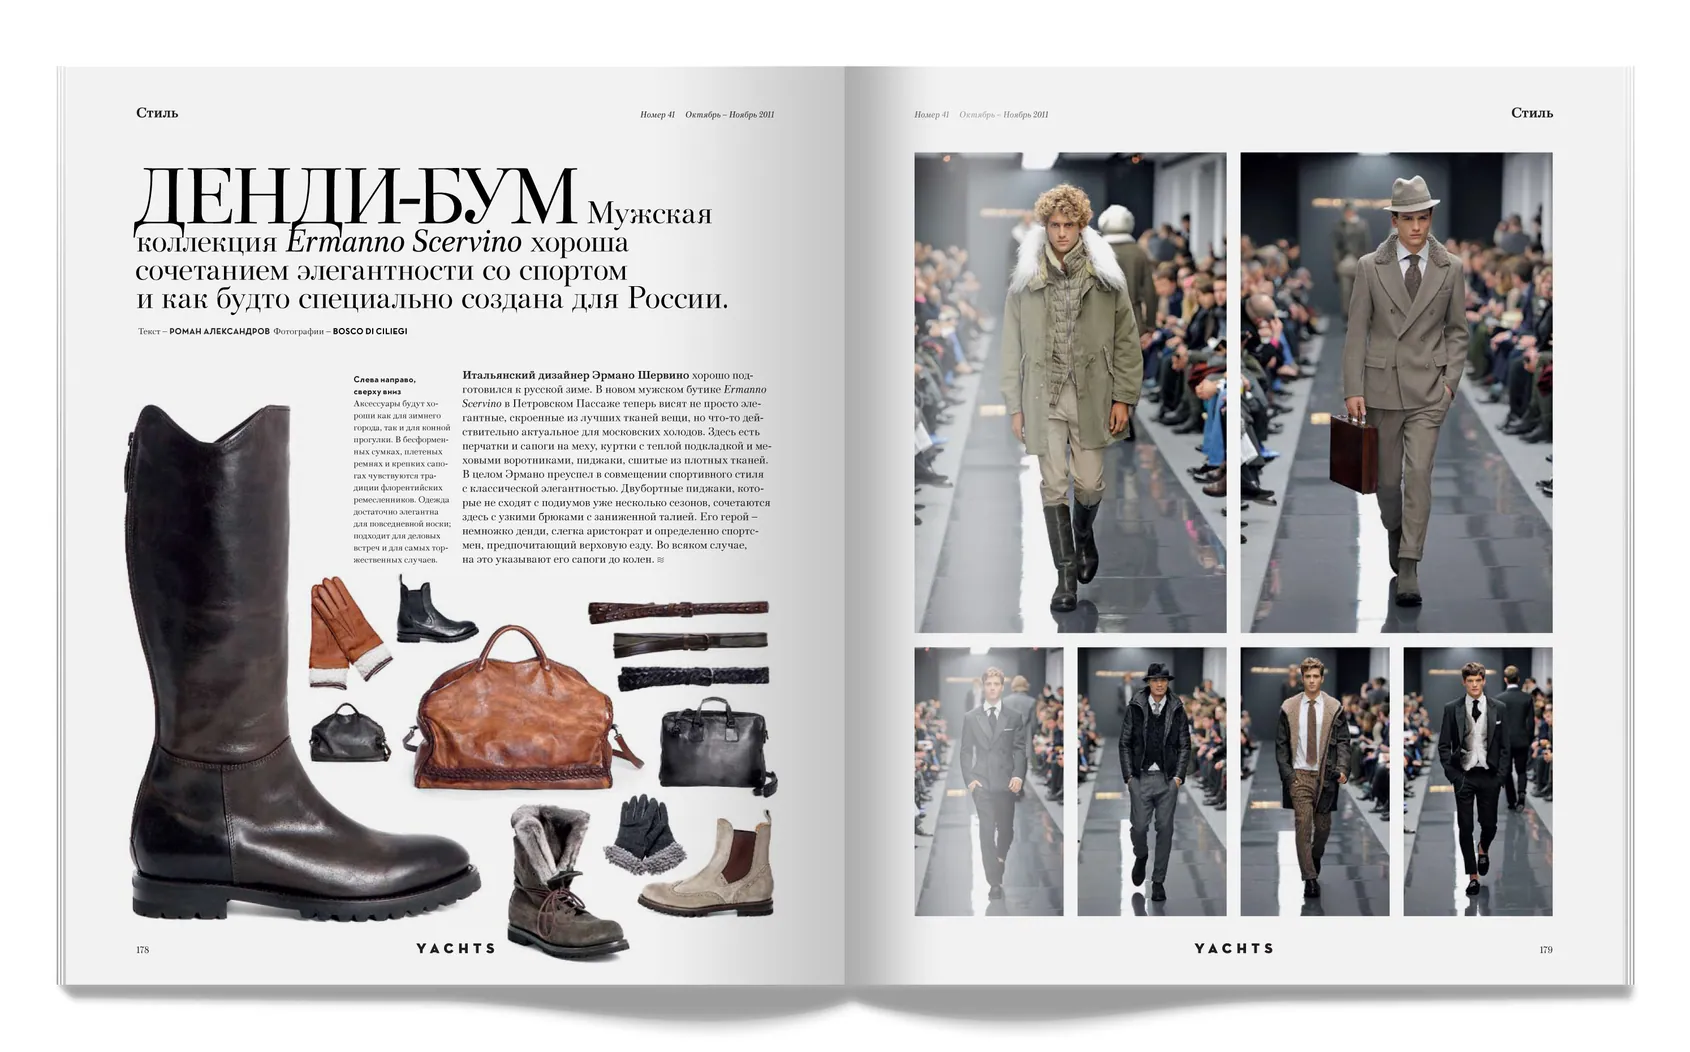 Стиль
Номер 41 Октябрь – Ноябрь 2011
ДЕНДИ-БУМ Мужская
коллекция Ermanno Scervino хороша
сочетанием элегантности со спортом
и как будто специально создана для России.
Текст – РОМАН АЛЕКСАНДРОВ Фотографии – BOSCO DI CILIEGI
Слева направо,
сверху вниз
Аксессуары будут хо-
роши как для зимнего
города, так и для конной
прогулки. В бесформен-
ных сумках, плетеных
ремнях и крепких сапо-
гах чувствуются тра-
диции флорентийских
ремесленников. Одежда
достаточно элегантна
для повседневной носки;
подходит для деловых
встреч и для самых тор-
жественных случаев.
Итальянский дизайнер Эрмано Шервино хорошо под-
готовился к русской зиме. В новом мужском бутике Ermanno
Scervino в Петровском Пассаже теперь висят не просто эле-
гантные, скроенные из лучших тканей вещи, но что-то дей-
ствительно актуальное для московских холодов. Здесь есть
перчатки и сапоги на меху, куртки с теплой подкладкой и ме-
ховыми воротниками, пиджаки, сшитые из плотных тканей.
В целом Эрмано преуспел в совмещении спортивного стиля
с классической элегантностью. Двубортные пиджаки, кото-
рые не сходят с подиумов уже несколько сезонов, сочетаются
здесь с узкими брюками с заниженной талией. Его герой –
немножко денди, слегка аристократ и определенно спортс-
мен, предпочитающий верховую езду. Во всяком случае,
на это указывают его сапоги до колен.
178
YACHTS
Номер 41 Октябрь – Ноябрь 2011
Стиль
YACHTS
179